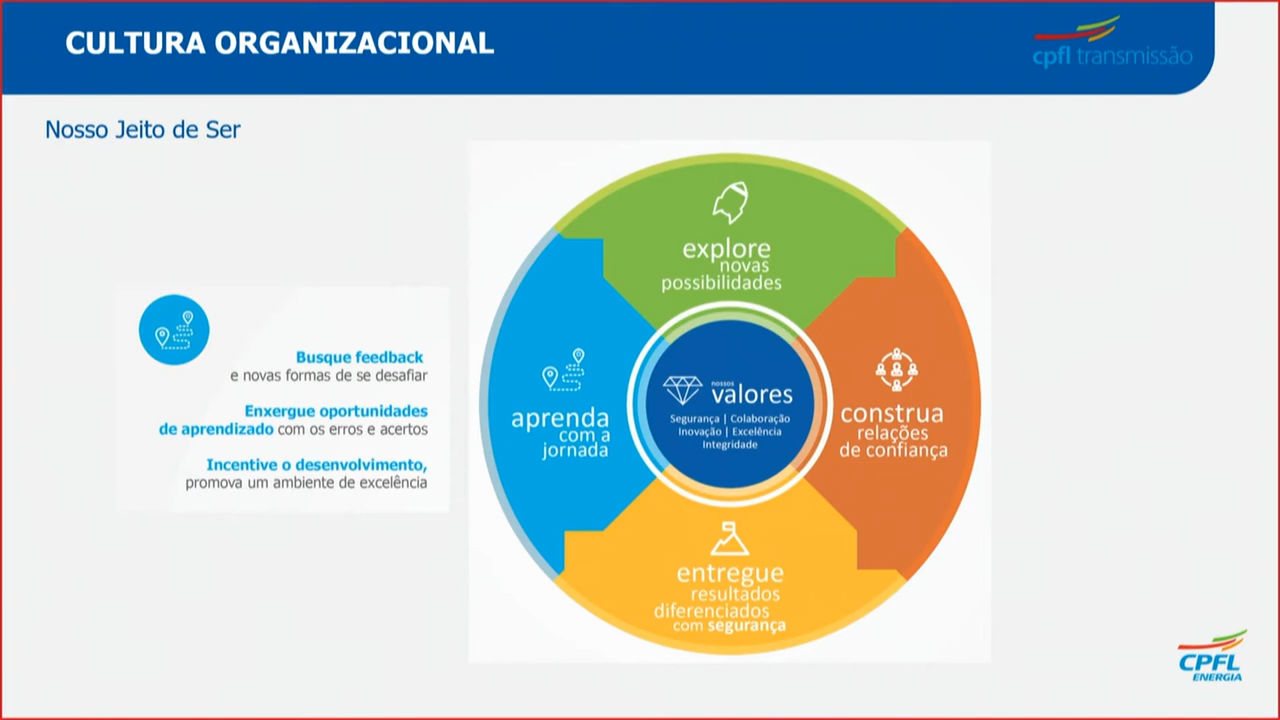 CULTURA ORGANIZACIONAL
cpfl transmissão
Nosso Jeito de Ser
Busque feedback
e novas formas de se desafiar
Enxergue oportunidades
de aprendizado com os erros e acertos
Incentive o desenvolvimento,
promova um ambiente de excelência
explore
novas
possibilidades
aprenda
com a
jornada
nossos
valores
Segurança | Colaboração
Inovação | Excelência
Integridade
construa
relações
de confiança
entregue
resultados
diferenciados
com segurança
CPFL
ENERGIA